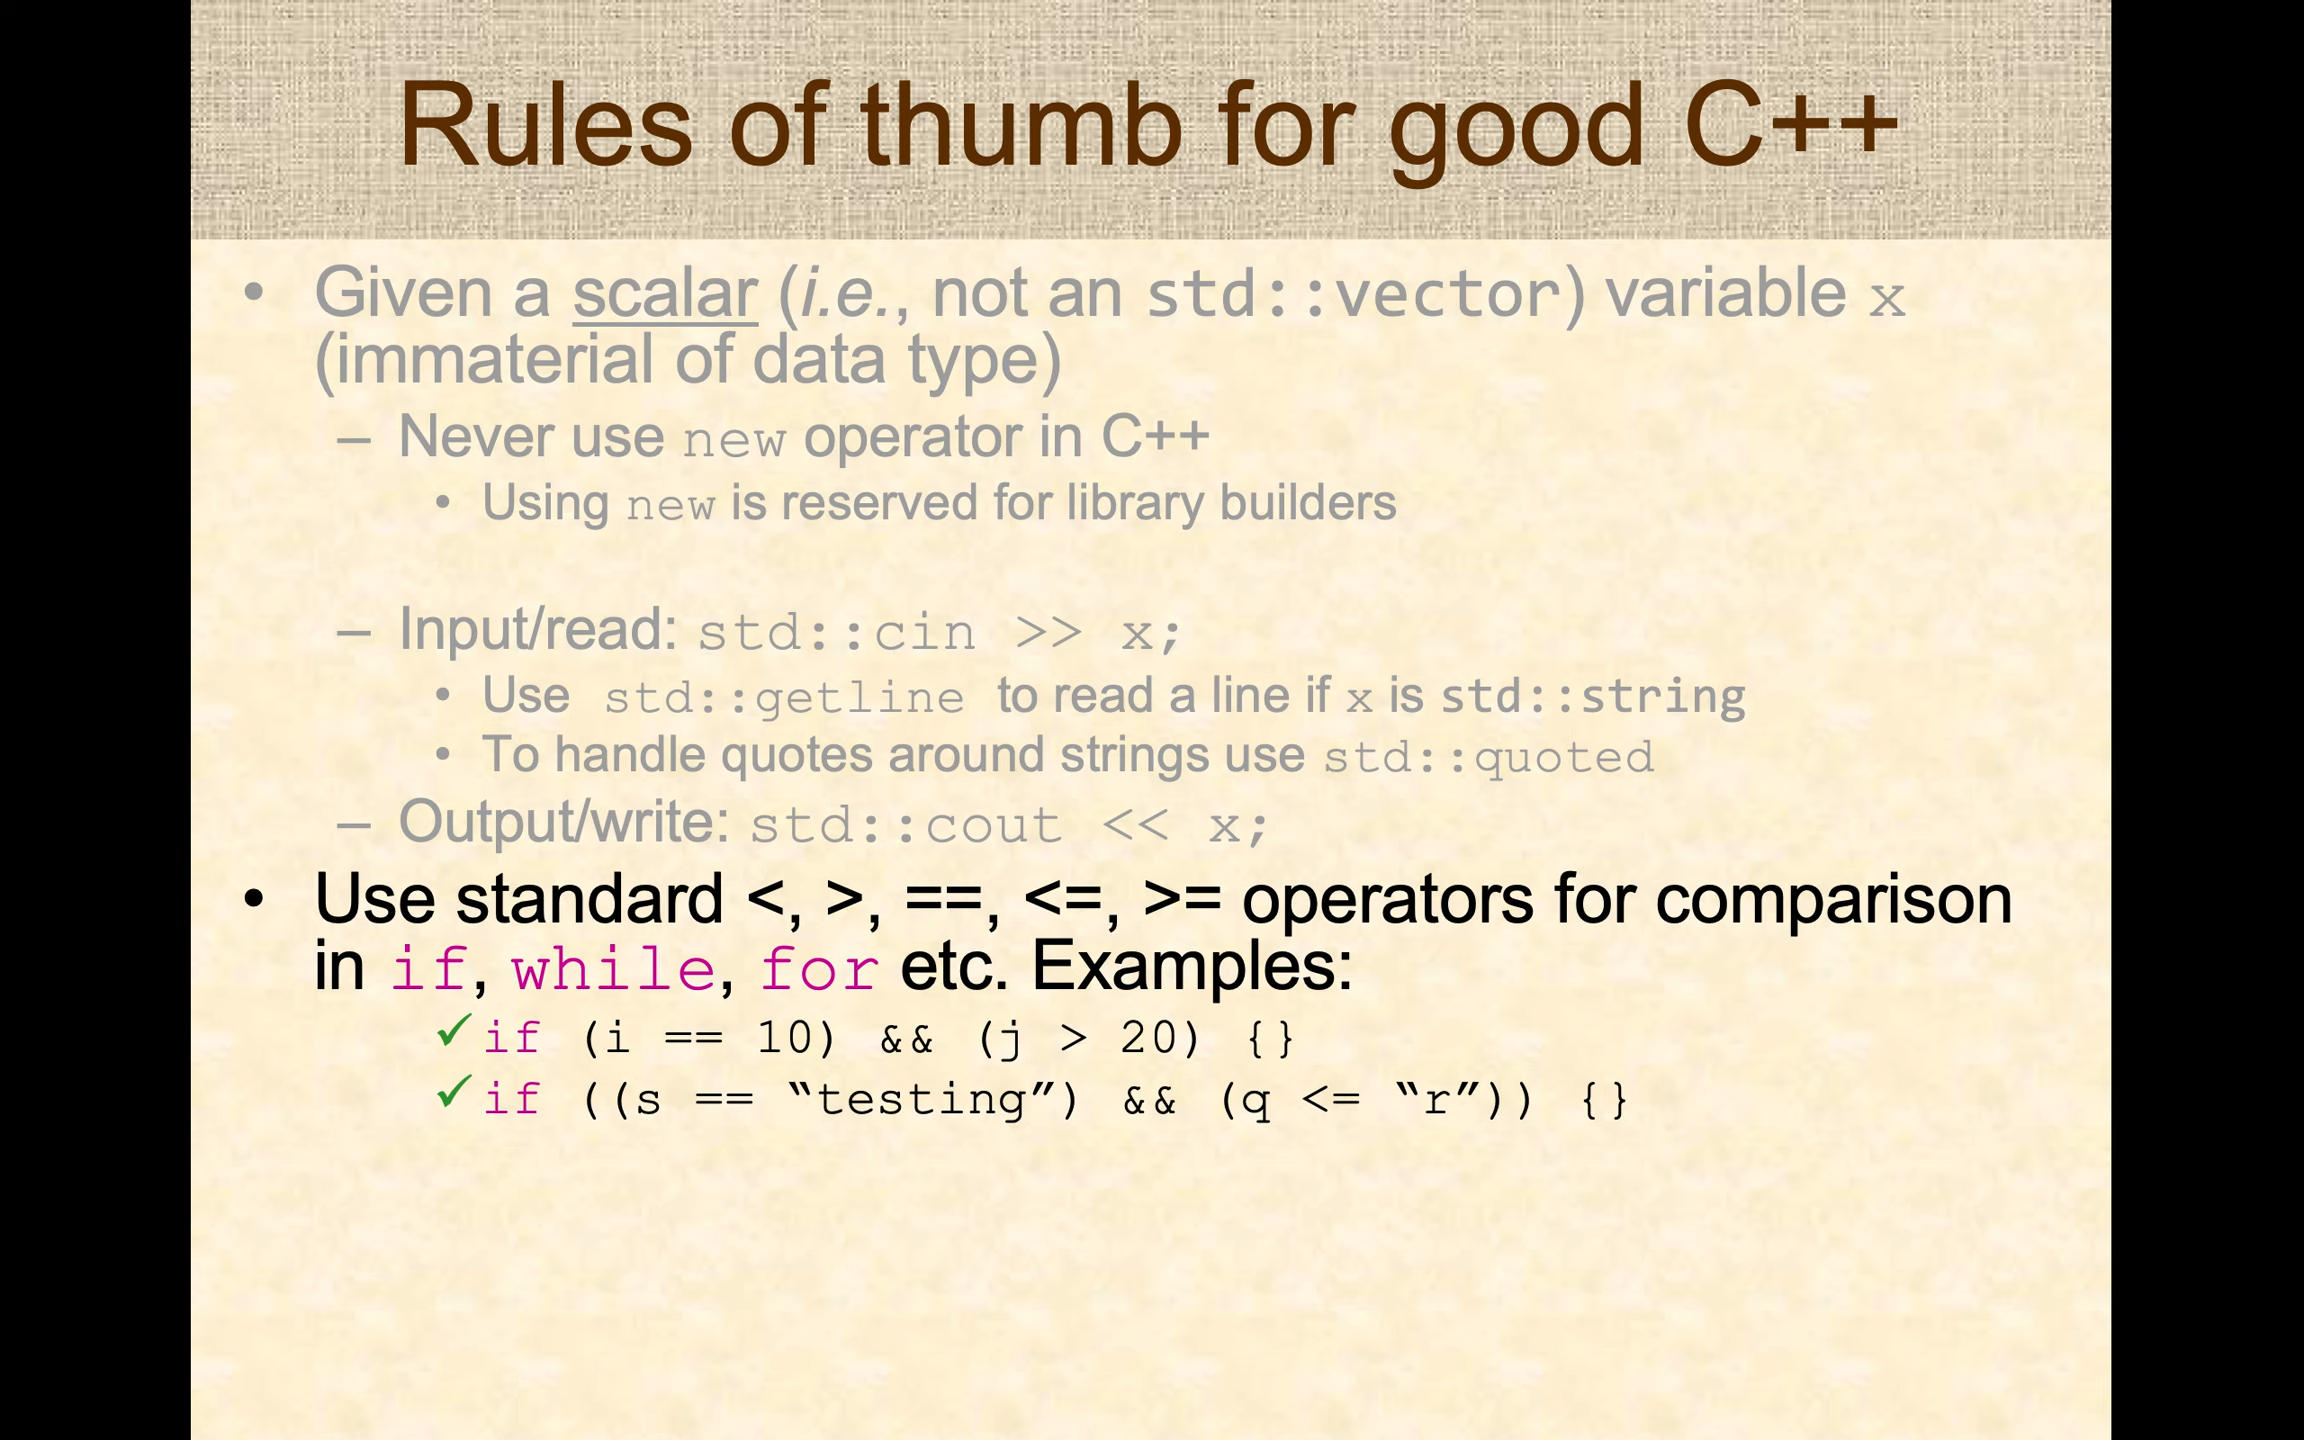 Rules of thumb for good C++
• Given a scalar (i.e., not an std::vector) variable x
(immaterial of data type)
– Never use new operator in C++
• Using new is reserved for library builders
– Input/read: std::cin >> x;
• Use std::getline to read a line if x is std::string
• To handle quotes around strings use std::quoted
– Output/write: std::cout << x;
• Use standard <, >, ==, <=, >= operators for comparison
in if, while, for etc. Examples:
✓ if (i == 10) && (j > 20) {}
✓ if ((s == “testing”) && (q <= “r”)) {}